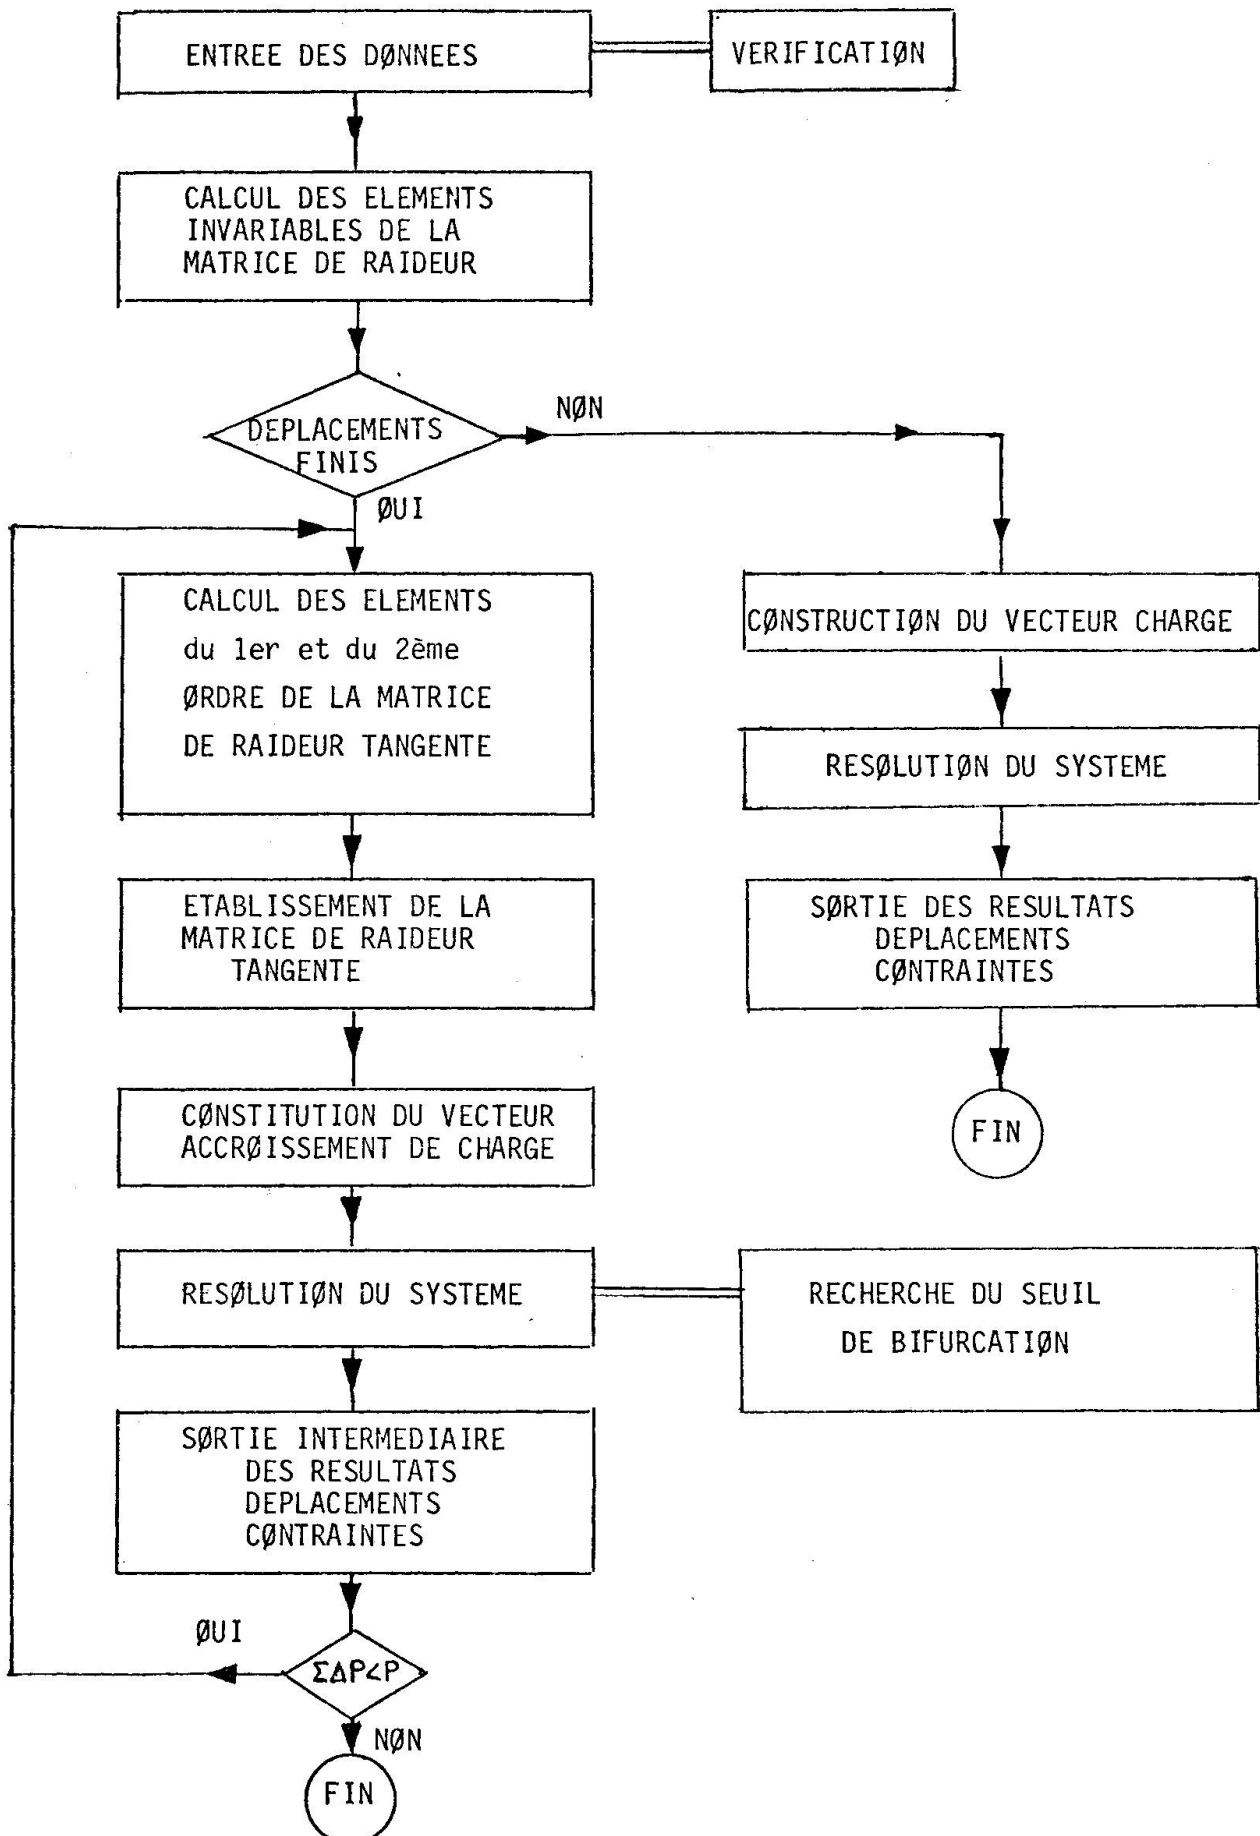 ENTREE DES DØNNEES
VERIFICATIØN
CALCUL DES ELEMENTS
INVARIABLES DE LA
MATRICE DE RAIDEUR
DEPLACEMENTS
FINIS
NØN
ØUI
CALCUL DES ELEMENTS
du 1er et du 2ème
ØRDRE DE LA MATRICE
DE RAIDEUR TANGENTE
ETABLISSEMENT DE LA
MATRICE DE RAIDEUR
TANGENTE
CØNSTITUTION DU VECTEUR
ACCRØISSEMENT DE CHARGE
RESØLUTIØN DU SYSTEME
SØRTIE INTERMEDIAIRE
DES RESULTATS
DEPLACEMENTS
CØNTRAINTES
ØUI
ΣΔP<P
NØN
FIN
CØNSTRUCTIØN DU VECTEUR CHARGE
RESØLUTIØN DU SYSTEME
SØRTIE DES RESULTATS
DEPLACEMENTS
CØNTRAINTES
FIN
RECHERCHE DU SEUIL
DE BIFURCATIØN